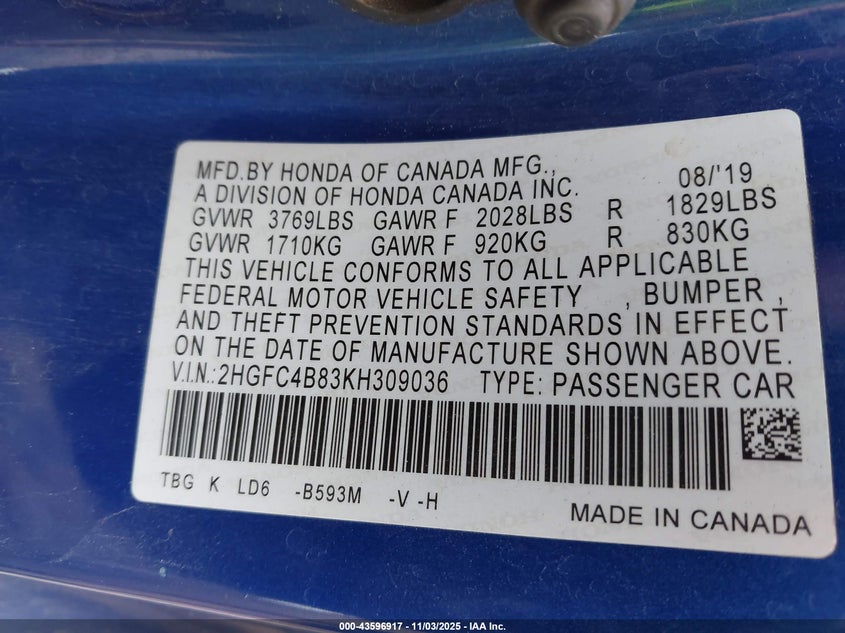 MFD.BY HONDA OF CANADA MFG.,
A DIVISION OF HONDA CANADA INC. 08/'19
GVWR 3769LBS GAWR F 2028LBS R 1829LBS
GVWR 1710KG GAWR F 920KG R 830KG
THIS VEHICLE CONFORMS TO ALL APPLICABLE
FEDERAL MOTOR VEHICLE SAFETY , BUMPER ,
AND THEFT PREVENTION STANDARDS IN EFFECT
ON THE DATE OF MANUFACTURE SHOWN ABOVE.
V.I.N.: 2HGFC4B83KH309036 TYPE: PASSENGER CAR
TBG K LD6 -B593M -V -H
MADE IN CANADA
000-43596917 - 11/03/2025 - IAA Inc.